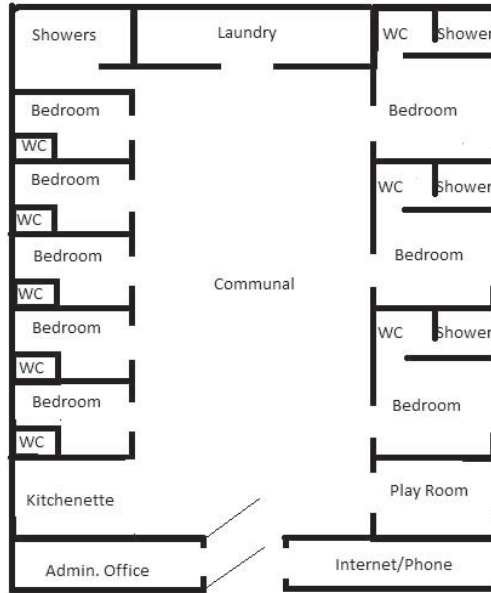 Showers
Laundry
WC
Shower
Bedroom
Bedroom
WC
Bedroom
WC
Shower
WC
Bedroom
Bedroom
WC
Communal
Bedroom
WC
Shower
WC
Bedroom
Bedroom
WC
Kitchenette
Play Room
Admin. Office
Internet/Phone